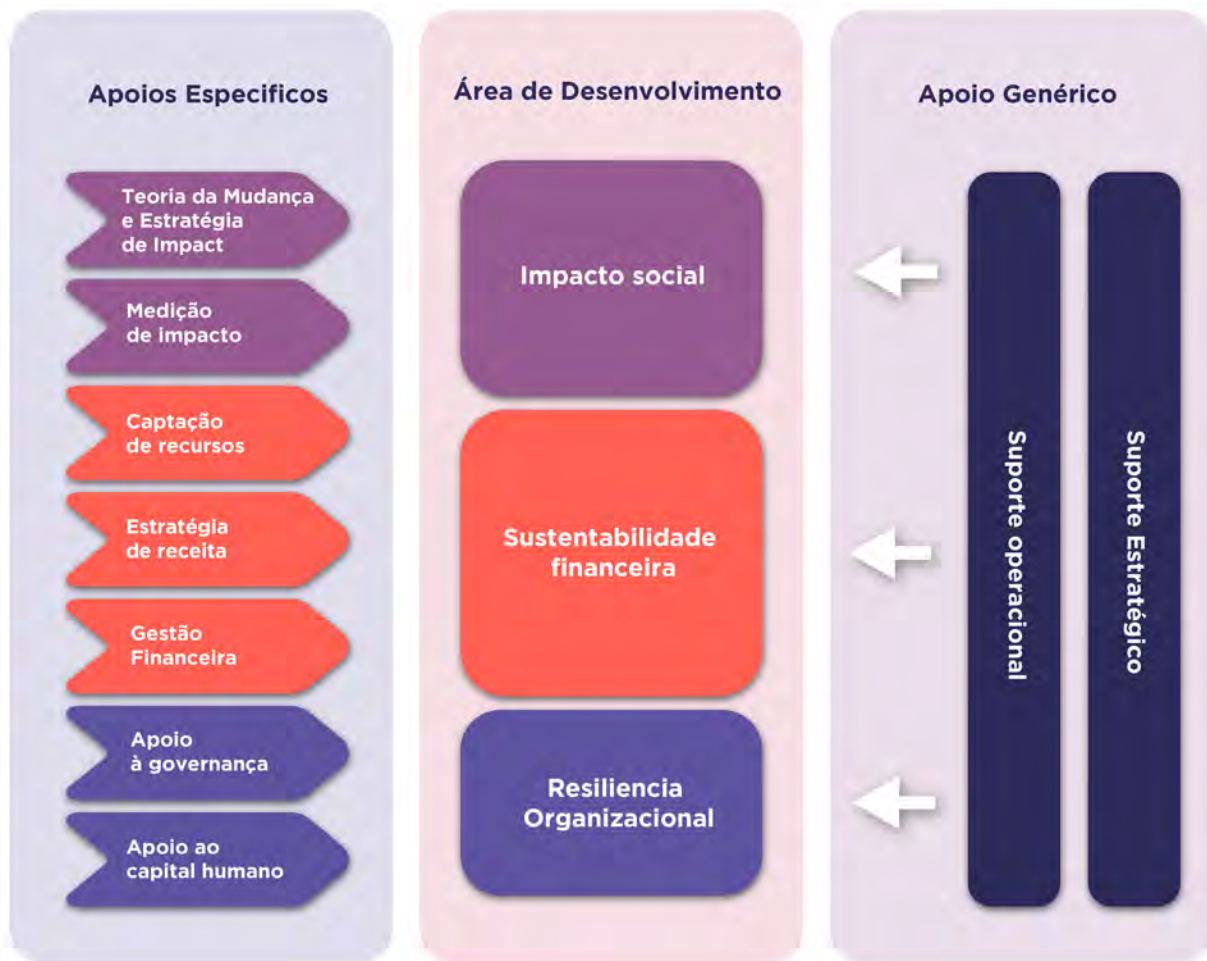 Apoios Especificos
Teoria da Mudança
e Estratégia
de Impact
Medição
de impacto
Captação
de recursos
Estratégia
de receita
Gestão
Financeira
Apoio
à governança
Apoio ao
capital humano
Área de Desenvolvimento
Impacto social
Sustentabilidade
financeira
Resiliencia
Organizacional
Apoio Genérico
Suporte operacional
Suporte Estratégico